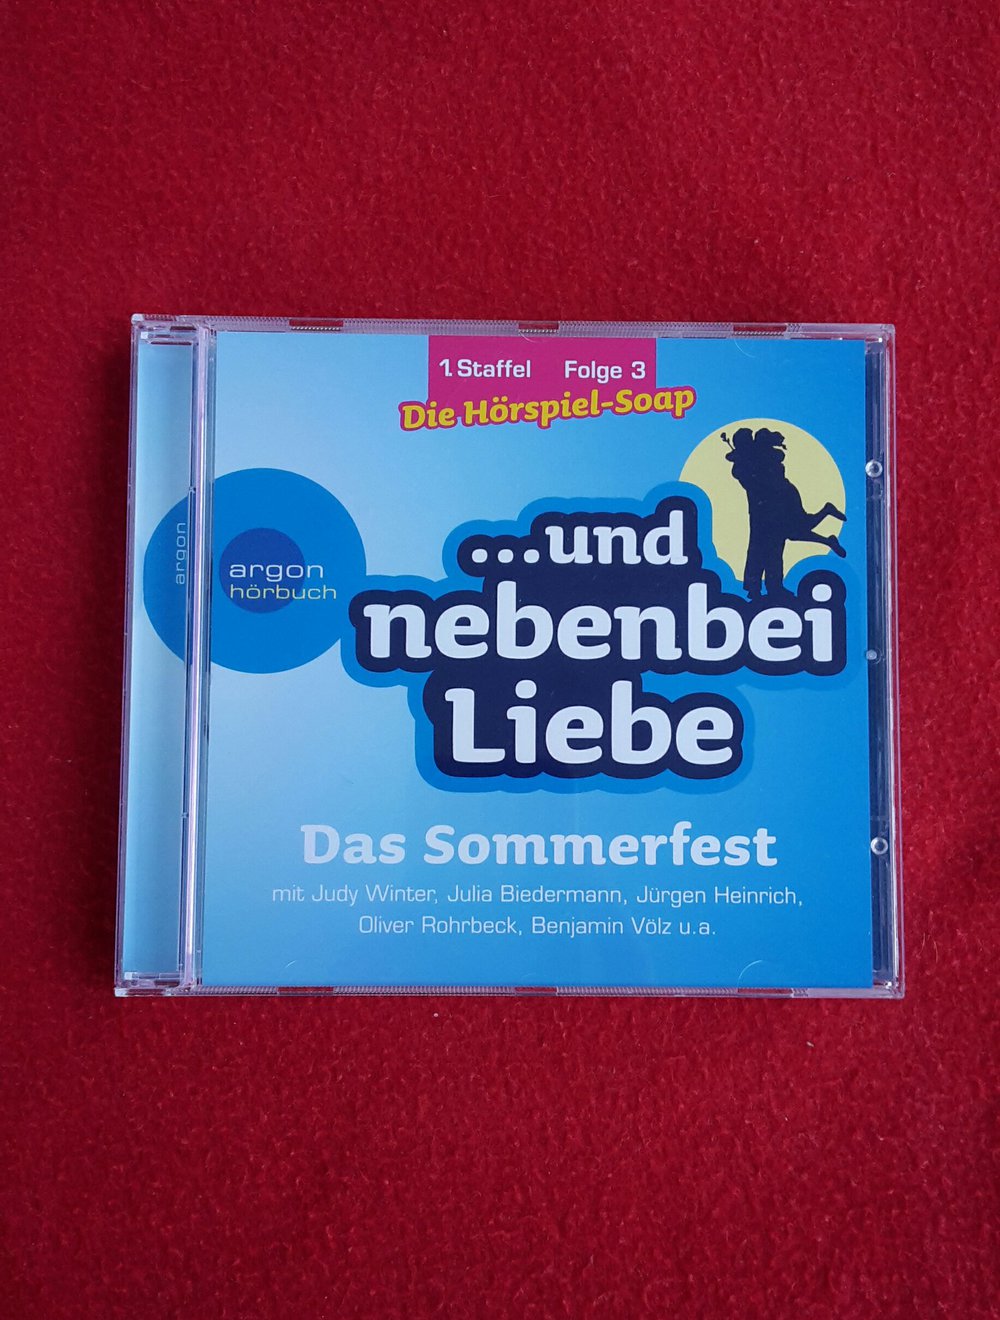 1. Staffel Folge 3
Die Hörspiel-Soap
argon
argon
hörbuch
...und
nebenbei
Liebe
Das Sommerfest
mit Judy Winter, Julia Biedermann, Jürgen Heinrich,
Oliver Rohrbeck, Benjamin Völz u.a.